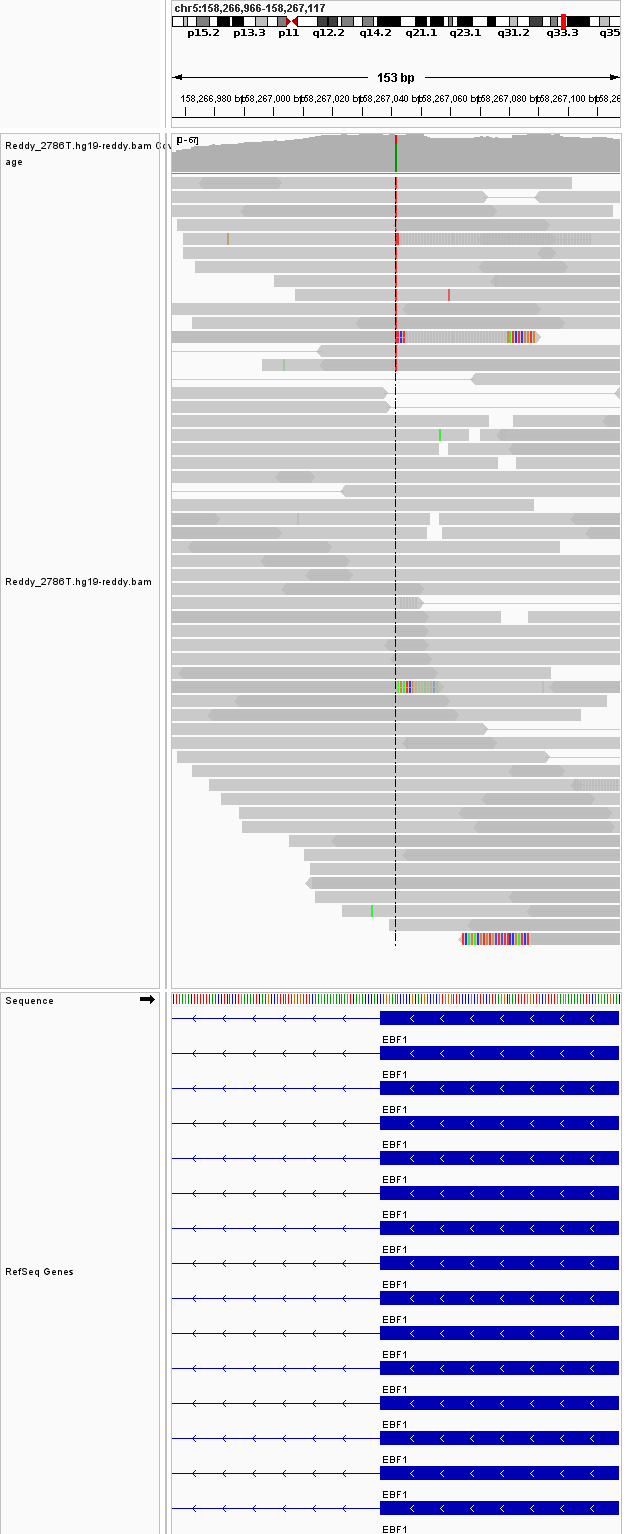 chr5:158,266,966-158,267,117
p15.2 p13.3 p11 q12.2 q14.2 q21.1 q23.1 q31.2 q33.3 q35
153 bp
158,266,980 bp 158,267,000 bp 158,267,020 bp 158,267,040 bp 158,267,060 bp 158,267,080 bp 158,267,100 bp 158,26
Reddy_2786T.hg19-reddy.bam Cov
age
[0 - 67]
Reddy_2786T.hg19-reddy.bam
Sequence
EBF1
EBF1
EBF1
EBF1
EBF1
EBF1
EBF1
RefSeq Genes
EBF1
EBF1
EBF1
EBF1
EBF1
EBF1
EBF1
EBF1